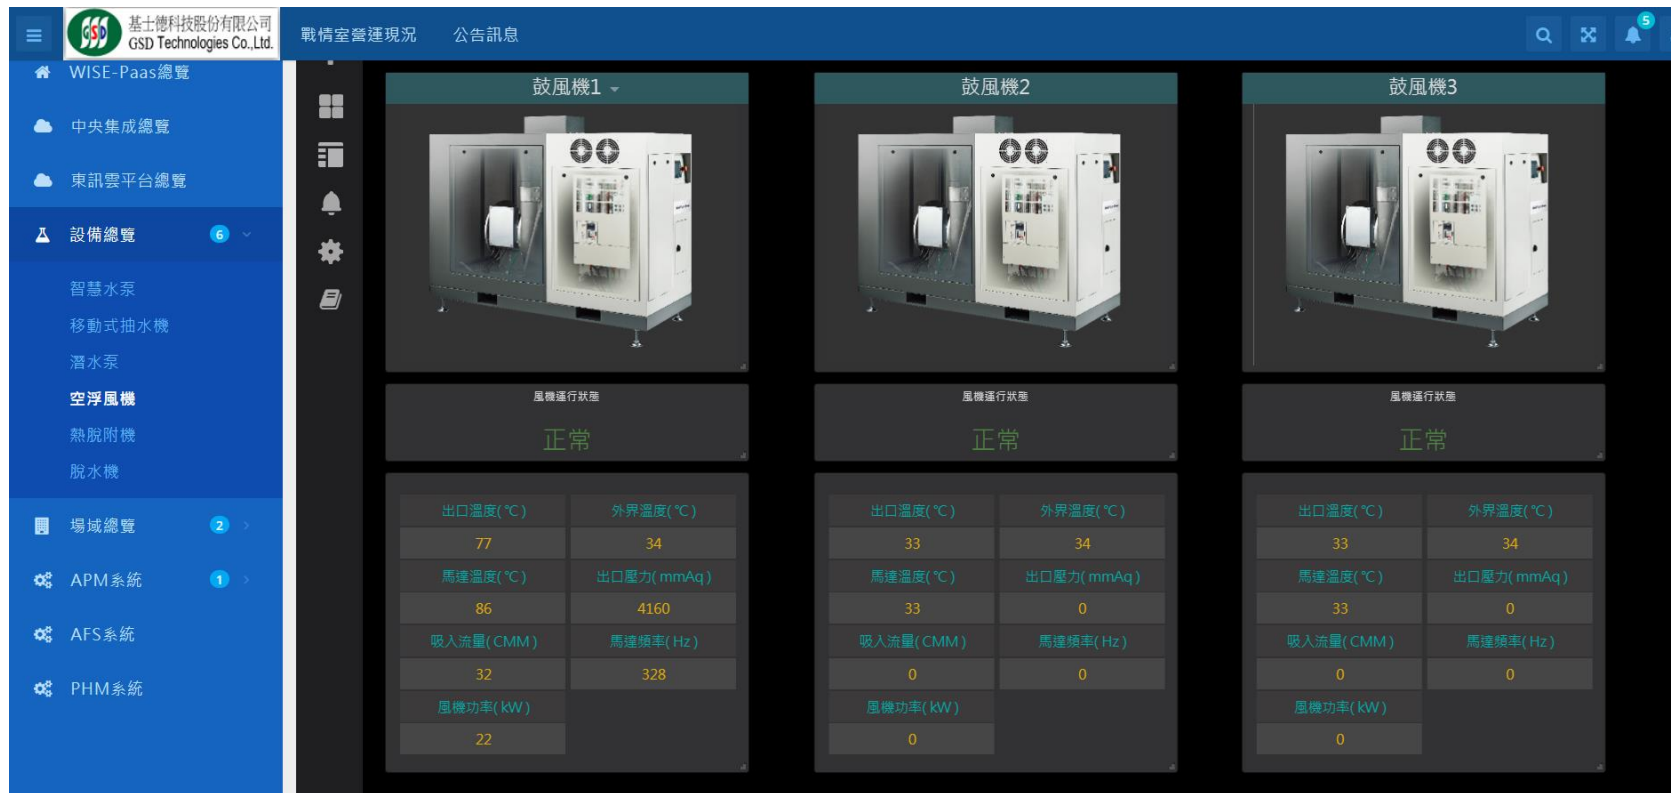 基士德科技股份有限公司
GSD Technologies Co.,Ltd.
戰情室營運現況
公告訊息
5
WISE-Paas總覽
中央集成總覽
東訊雲平台總覽
設備總覽 6
智慧水泵
移動式抽水機
潛水泵
空浮風機
熱脫附機
脫水機
場域總覽 2
APM系統 1
AFS系統
PHM系統
鼓風機1
風機運行狀態
正常
出口溫度(℃) 外界溫度(℃)
77 34
馬達溫度(℃) 出口壓力(mmAq)
86 4160
吸入流量(CMM) 馬達頻率(Hz)
32 328
風機功率(kW)
22
鼓風機2
風機運行狀態
正常
出口溫度(℃) 外界溫度(℃)
33 34
馬達溫度(℃) 出口壓力(mmAq)
33 0
吸入流量(CMM) 馬達頻率(Hz)
0 0
風機功率(kW)
0
鼓風機3
風機運行狀態
正常
出口溫度(℃) 外界溫度(℃)
33 34
馬達溫度(℃) 出口壓力(mmAq)
33 0
吸入流量(CMM) 馬達頻率(Hz)
0 0
風機功率(kW)
0